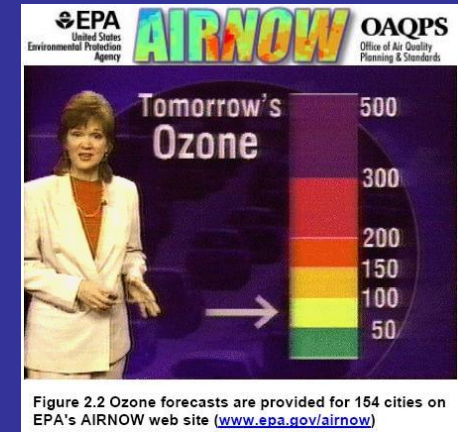 EPA
United States
Environmental Protection
Agency
AIRNOW
OAQPS
Office of Air Quality
Planning & Standards
Tomorrow's
Ozone
500
300
200
150
100
50
Figure 2.2 Ozone forecasts are provided for 154 cities on
EPA's AIRNOW web site (www.epa.gov/airnow)